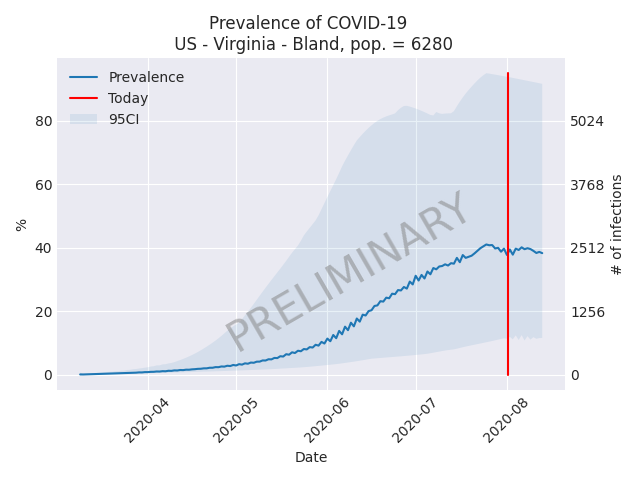 Prevalence of COVID-19
US - Virginia - Bland, pop. = 6280
Prevalence
Today
95CI
80
60
40
20
0
%
5024
3768
2512
1256
0
# of infections
PRELIMINARY
2020-04
2020-05
2020-06
2020-07
2020-08
Date